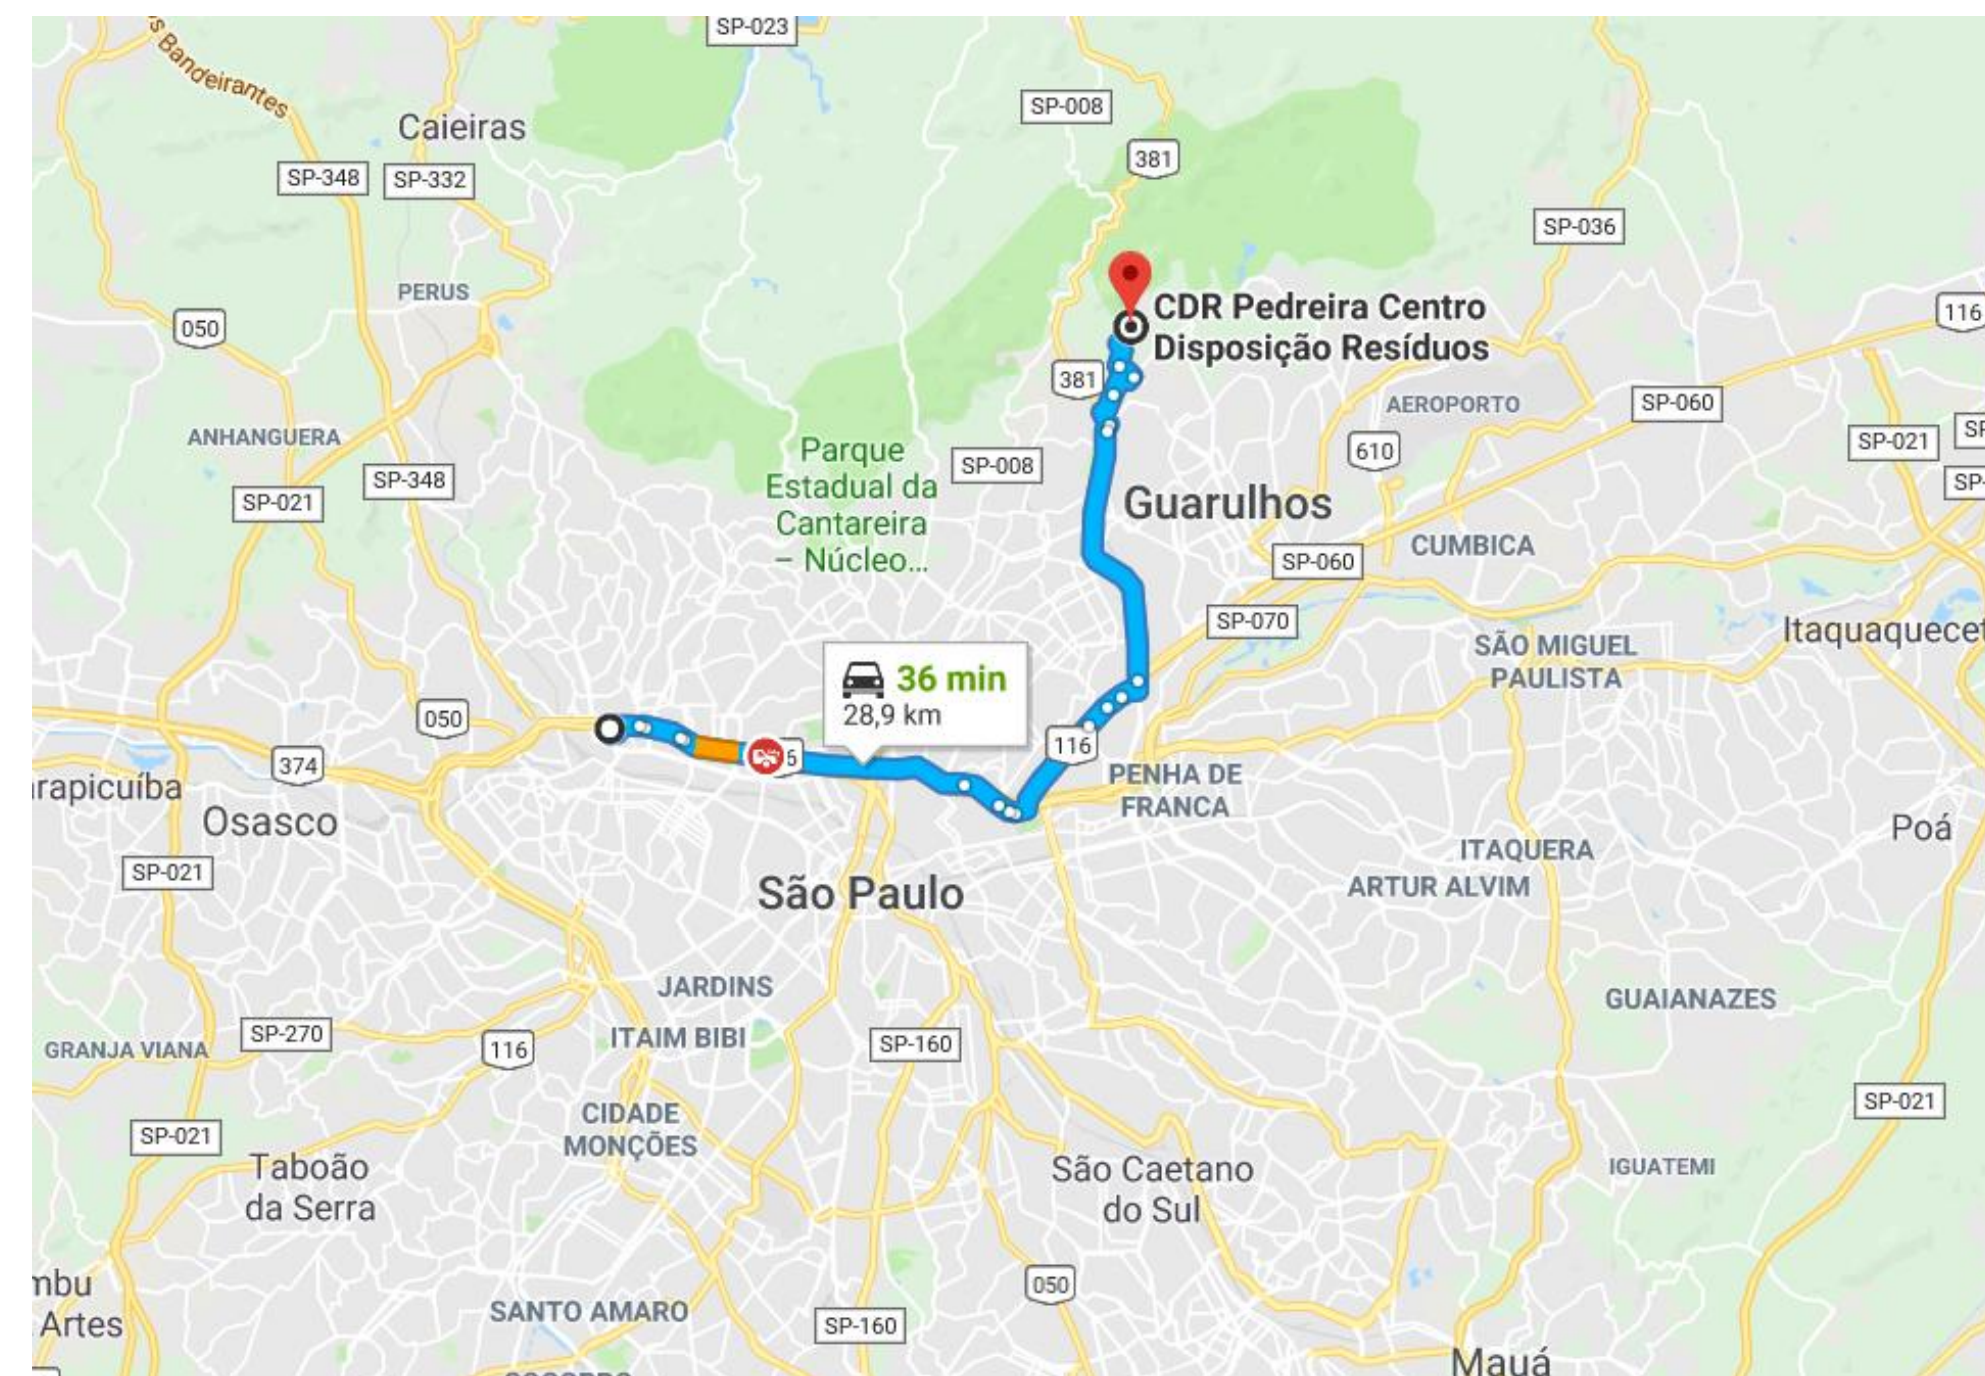 SP-023
s Bandeirantes
SP-008
Caieiras
381
SP-348
SP-332
SP-036
PERUS
CDR Pedreira Centro
Disposição Resíduos
116
050
381
AEROPORTO
SP-060
ANHANGUERA
Parque
Estadual da
Cantareira
– Núcleo...
SP-008
610
SP-021
SP-348
SP-021
Guarulhos
CUMBICA
SP-060
SP-070
SÃO MIGUEL
PAULISTA
Itaquaquecet
36 min
28,9 km
050
374
6
116
PENHA DE
FRANCA
arapicuíba
Osasco
SP-021
São Paulo
ITAQUERA
ARTUR ALVIM
Poá
JARDINS
GUAIANAZES
SP-270
GRANJA VIANA
116
ITAIM BIBI
SP-160
SP-021
CIDADE
MONÇÕES
SP-021
Taboão
da Serra
São Caetano
do Sul
IGUATEMI
mbu
Artes
SANTO AMARO
050
SP-160
Mauá